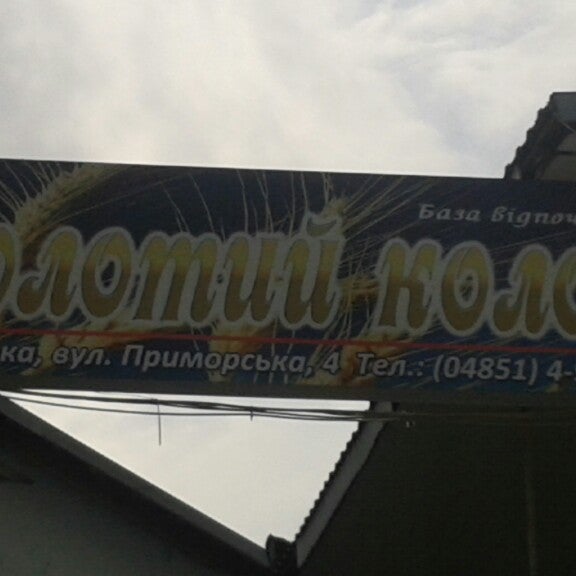 База відпоч
олотий коло
ка, вул. Приморська, 4 Тел.: (04851) 4-